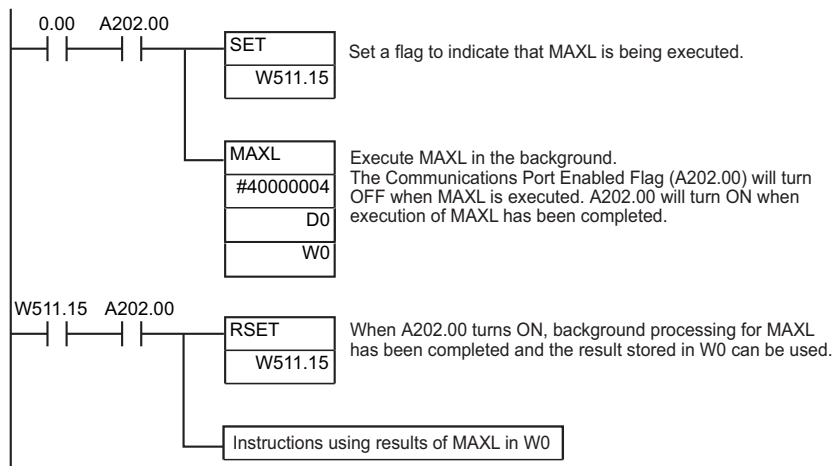 0.00 A202.00
SET
W511.15
Set a flag to indicate that MAXL is being executed.
MAXL
#40000004
D0
W0
Execute MAXL in the background.
The Communications Port Enabled Flag (A202.00) will turn
OFF when MAXL is executed. A202.00 will turn ON when
execution of MAXL has been completed.
W511.15 A202.00
RSET
W511.15
When A202.00 turns ON, background processing for MAXL
has been completed and the result stored in W0 can be used.
Instructions using results of MAXL in W0